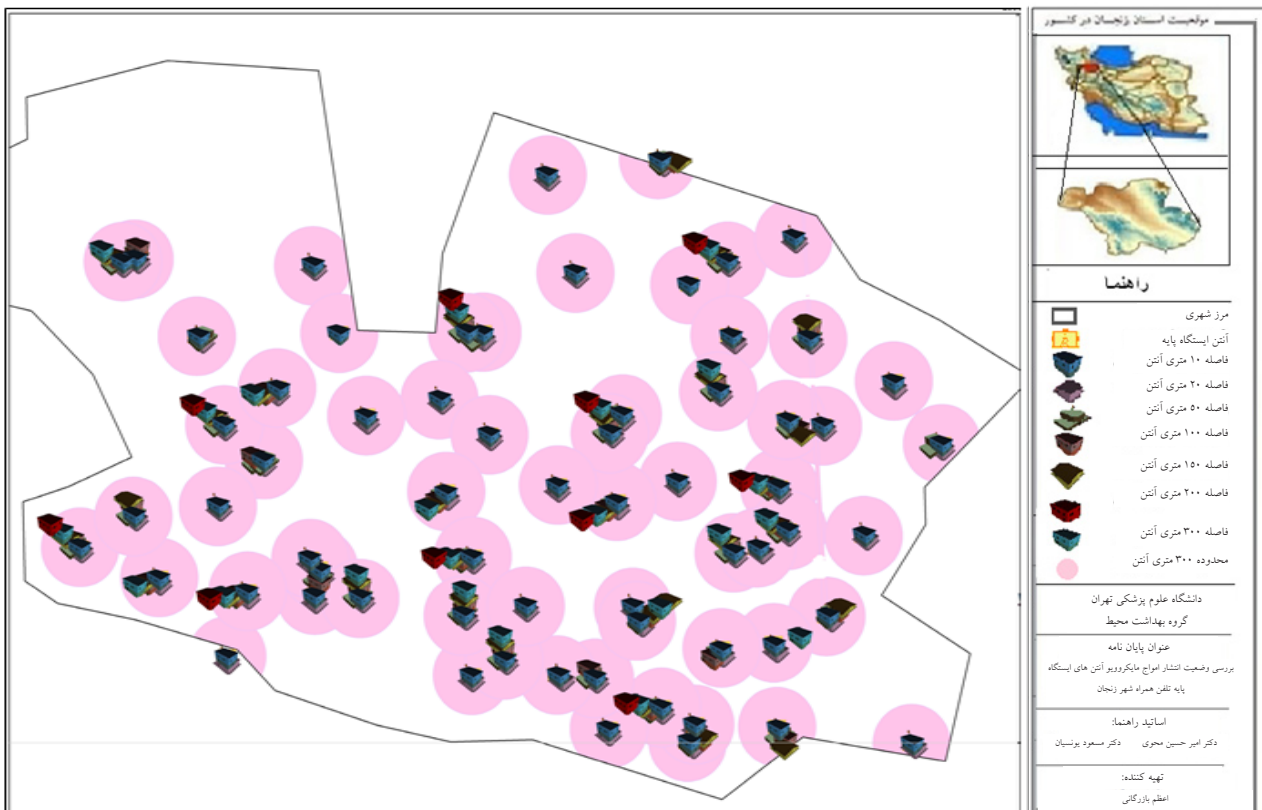 موقعیت استان زنجان در کشور
راهنما
مرز شهری
آنتن ایستگاه پایه
فاصله ۱۰ متری آنتن
فاصله ۲۰ متری آنتن
فاصله ۵۰ متری آنتن
فاصله ۱۰۰ متری آنتن
فاصله ۱۵۰ متری آنتن
فاصله ۲۰۰ متری آنتن
فاصله ۳۰۰ متری آنتن
محدوده ۳۰۰ متری آنتن
دانشگاه علوم پزشکی تهران
گروه بهداشت محیط
عنوان پایان نامه
بررسی وضعیت انتشار امواج مایکروویو آنتن های ایستگاه
پایه تلفن همراه شهر زنجان
اساتید راهنما:
دکتر امیر حسین محوی دکتر مسعود یونسیان
تهیه کننده:
اعظم بازرگانی